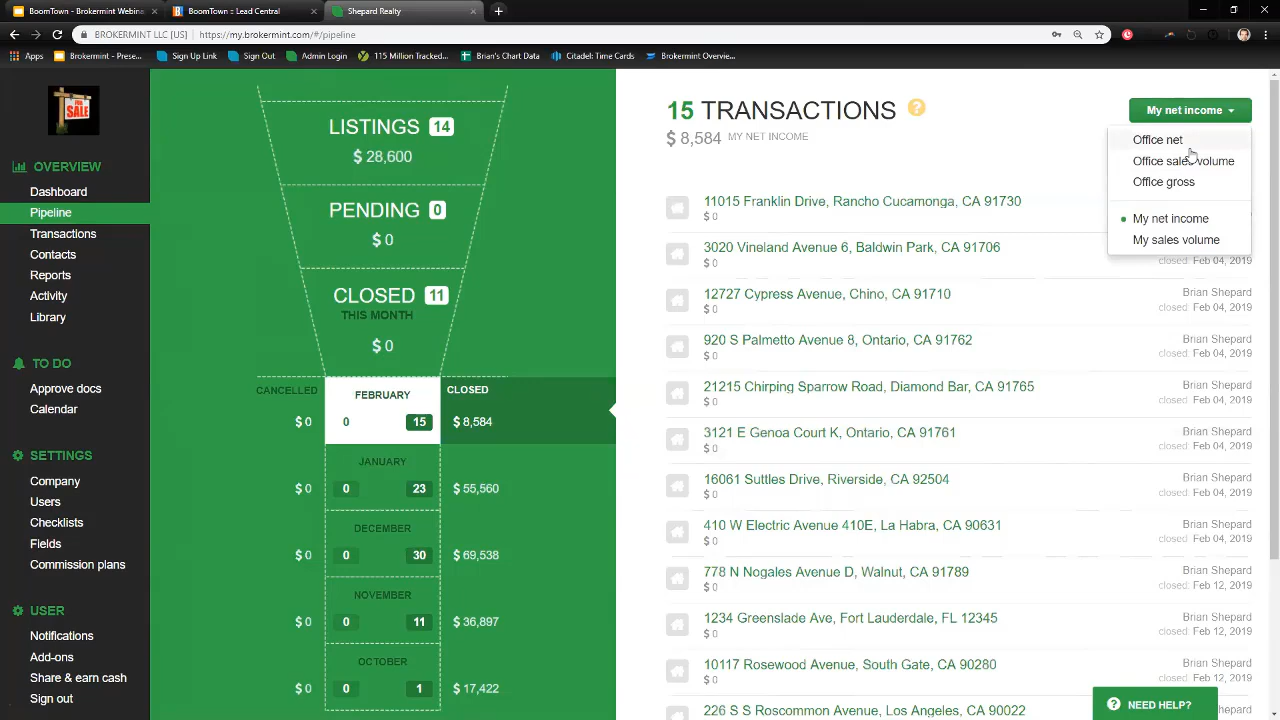 BoomTown - Brokermint Webin
BoomTown!
Shepard Realty
BROKERMINT LLC [US] | https://my.brokermint.com/#/pipeline
Apps
Brokermint - Prese...
Sign Up Link
Sign Out
Admin Login
115 Million Tracked...
Brian's Chart Data
Citadel: Time Off Re...
Brokermint Overvie...
FOR
SALE
OVERVIEW
Dashboard
Pipeline
Transactions
Contacts
Reports
Activity
Library
TO DO
Approve docs
Calendar
SETTINGS
Company
Users
Checklists
Fields
Commission plans
USER
Notifications
Add-ons
Share & earn cash
Sign out
LISTINGS 14
$ 28,600
PENDING 0
$ 0
CLOSED 11
THIS MONTH
$ 0
CANCELLED FEBRUARY CLOSED
$ 0 0 15 $ 8,584
JANUARY
$ 0 0 23 $ 55,560
DECEMBER
$ 0 0 30 $ 69,538
NOVEMBER
$ 0 0 11 $ 36,897
OCTOBER
$ 0 0 1 $ 17,422
15 TRANSACTIONS ?
$ 8,584 MY NET INCOME
My net income
Office net
Office sales volume
Office gross
My net income
My sales volume
11015 Franklin Drive, Rancho Cucamonga, CA 91730
$ 0
3020 Vineland Avenue 6, Baldwin Park, CA 91706
$ 0 closed: Feb 04, 2019
12727 Cypress Avenue, Chino, CA 91710 Brian Shepard
$ 0 closed: Feb 04, 2019
920 S Palmetto Avenue 8, Ontario, CA 91762 Brian Shepard
$ 0 closed: Feb 04, 2019
21215 Chirping Sparrow Road, Diamond Bar, CA 91765 Brian Shepard
$ 0 closed: Feb 04, 2019
3121 E Genoa Court K, Ontario, CA 91761 Brian Shepard
$ 0 closed: Feb 04, 2019
16061 Suttles Drive, Riverside, CA 92504 Brian Shepard
$ 0 closed: Feb 04, 2019
410 W Electric Avenue 410E, La Habra, CA 90631 Brian Shepard
$ 0 closed: Feb 04, 2019
778 N Nogales Avenue D, Walnut, CA 91789 Brian Shepard
$ 0 closed: Feb 12, 2019
1234 Greenslade Ave, Fort Lauderdale, FL 12345 Brian Shepard
$ 0 closed: Feb 12, 2019
10117 Rosewood Avenue, South Gate, CA 90280 Brian Shepard
$ 0 closed: Feb 12, 2019
Avenue, Los Angeles, CA 90022
? NEED HELP?